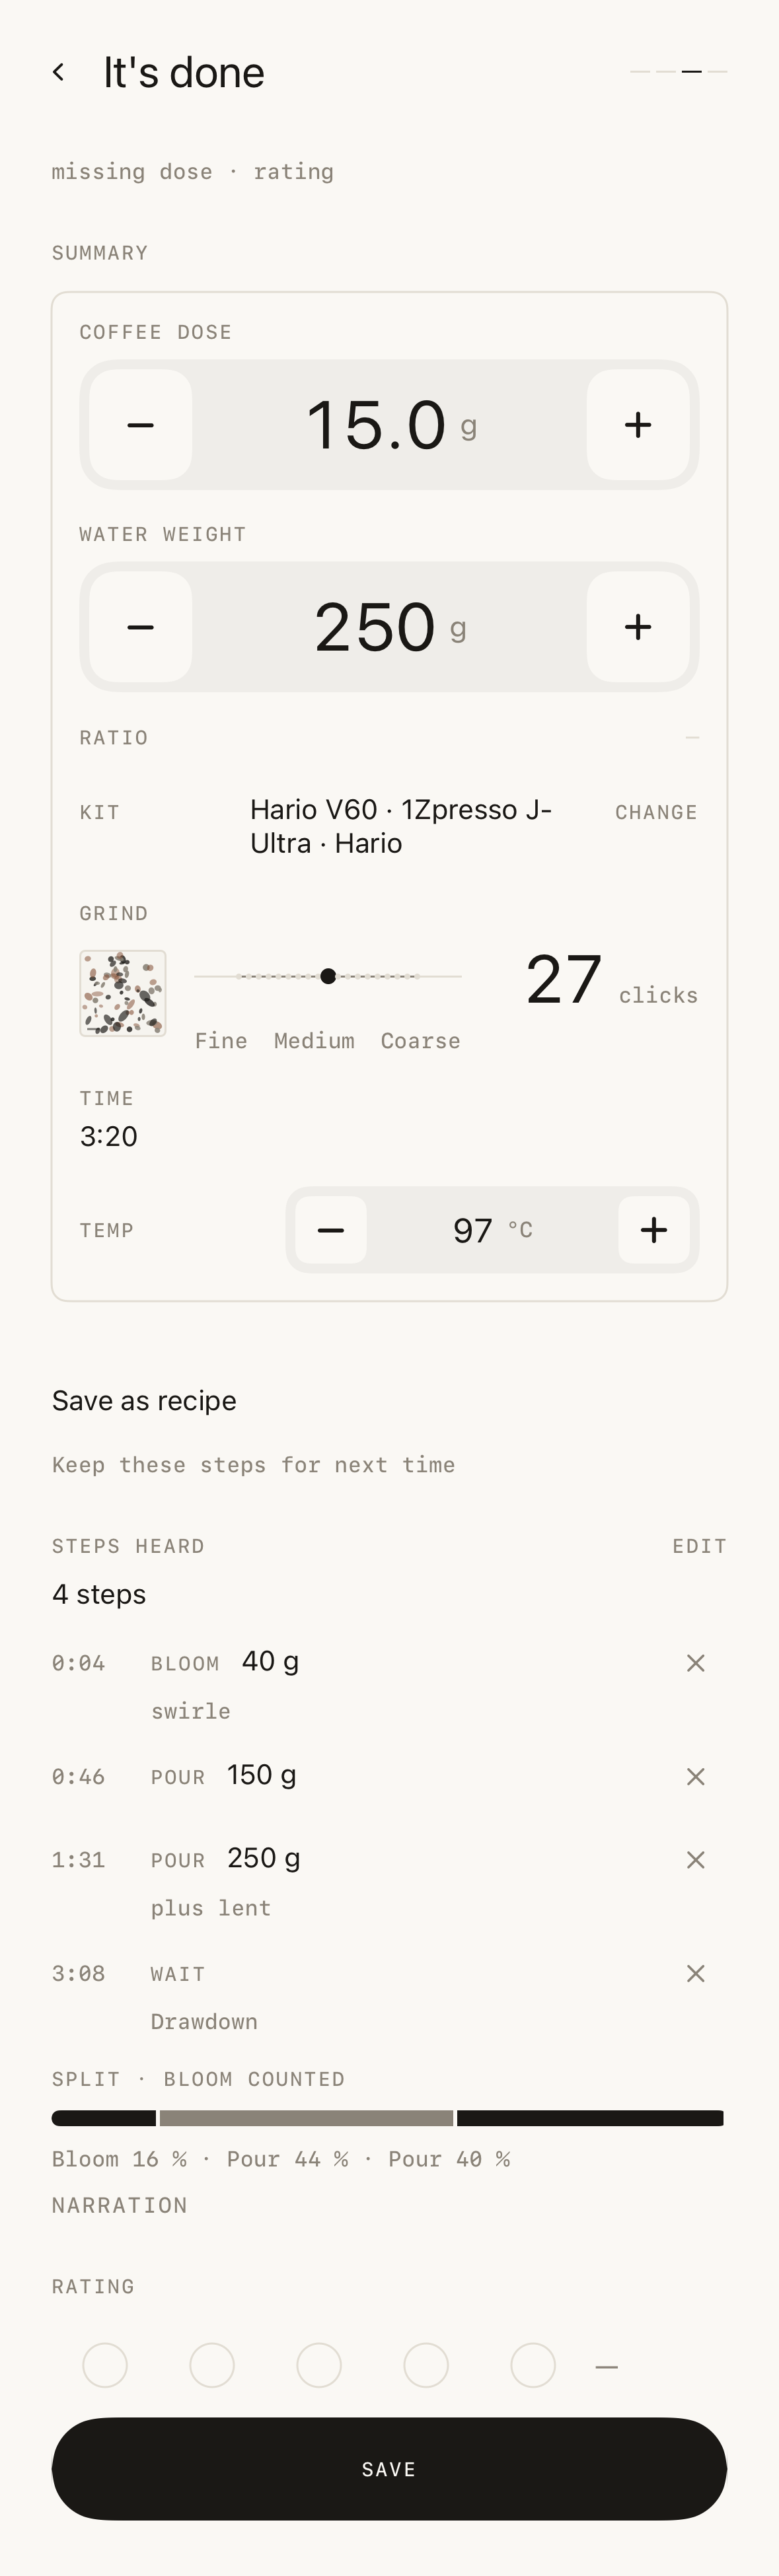 It's done
missing dose · rating
SUMMARY
COFFEE DOSE
− 15.0 g +
WATER WEIGHT
− 250 g +
RATIO —
KIT Hario V60 · 1Zpresso J-
Ultra · Hario CHANGE
GRIND
27 clicks
Fine Medium Coarse
TIME
3:20
TEMP − 97 °C +
Save as recipe
Keep these steps for next time
STEPS HEARD EDIT
4 steps
0:04 BLOOM 40 g
swirle
0:46 POUR 150 g
1:31 POUR 250 g
plus lent
3:08 WAIT
Drawdown
SPLIT · BLOOM COUNTED
Bloom 16 % · Pour 44 % · Pour 40 %
NARRATION
RATING
—
SAVE